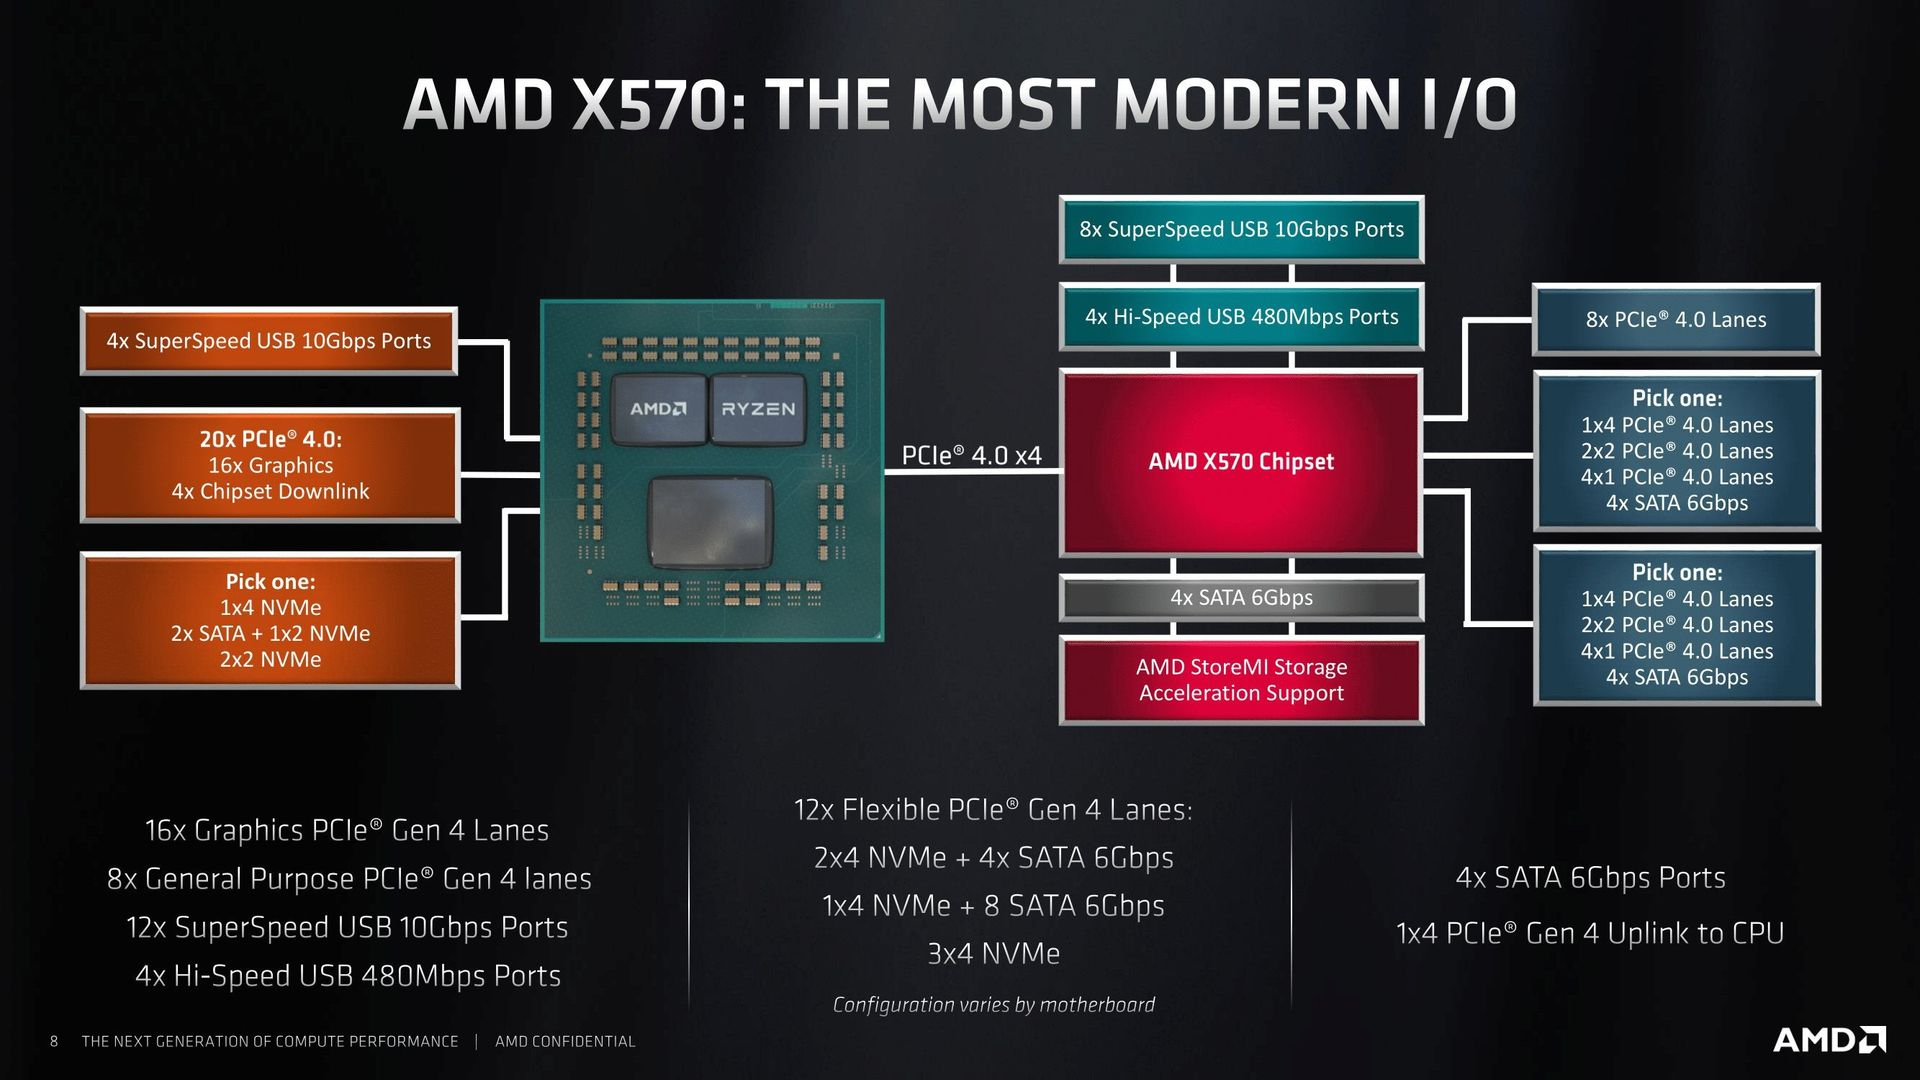 AMD X570: THE MOST MODERN I/O
4x SuperSpeed USB 10Gbps Ports
20x PCIe® 4.0:
16x Graphics
4x Chipset Downlink
Pick one:
1x4 NVMe
2x SATA + 1x2 NVMe
2x2 NVMe
AMD
RYZEN
PCIe® 4.0 x4
8x SuperSpeed USB 10Gbps Ports
4x Hi-Speed USB 480Mbps Ports
AMD X570 Chipset
4x SATA 6Gbps
AMD StoreMI Storage
Acceleration Support
8x PCIe® 4.0 Lanes
Pick one:
1x4 PCIe® 4.0 Lanes
2x2 PCIe® 4.0 Lanes
4x1 PCIe® 4.0 Lanes
4x SATA 6Gbps
Pick one:
1x4 PCIe® 4.0 Lanes
2x2 PCIe® 4.0 Lanes
4x1 PCIe® 4.0 Lanes
4x SATA 6Gbps
16x Graphics PCIe® Gen 4 Lanes
8x General Purpose PCIe® Gen 4 lanes
12x SuperSpeed USB 10Gbps Ports
4x Hi-Speed USB 480Mbps Ports
12x Flexible PCIe® Gen 4 Lanes:
2x4 NVMe + 4x SATA 6Gbps
1x4 NVMe + 8 SATA 6Gbps
3x4 NVMe
Configuration varies by motherboard
4x SATA 6Gbps Ports
1x4 PCIe® Gen 4 Uplink to CPU
8 THE NEXT GENERATION OF COMPUTE PERFORMANCE | AMD CONFIDENTIAL
AMD